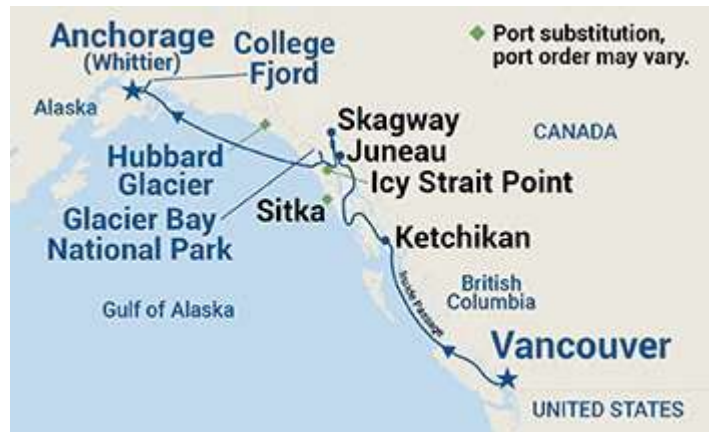 Anchorage
(Whittier)
College
Fjord
Port substitution,
port order may vary.
Alaska
Skagway
CANADA
Juneau
Hubbard
Glacier
Icy Strait Point
Sitka
Glacier Bay
National Park
Ketchikan
Inside Passage
British
Columbia
Gulf of Alaska
Vancouver
UNITED STATES